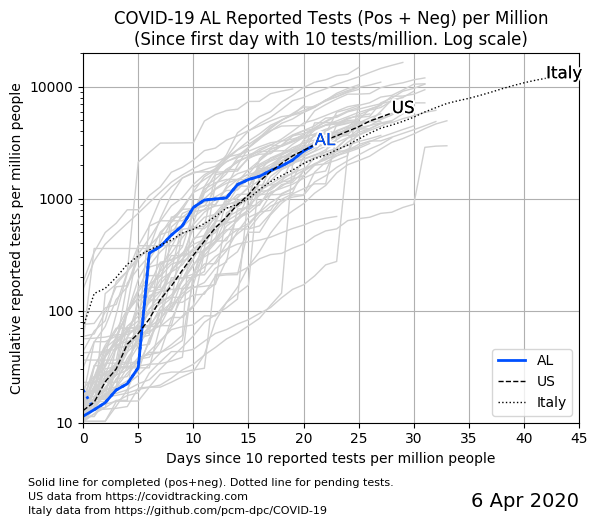 COVID-19 AL Reported Tests (Pos + Neg) per Million
(Since first day with 10 tests/million. Log scale)
Cumulative reported tests per million people
10000
1000
100
10
Italy
US
AL
AL
US
Italy
0 5 10 15 20 25 30 35 40 45
Days since 10 reported tests per million people
Solid line for completed (pos+neg). Dotted line for pending tests.
US data from https://covidtracking.com
Italy data from https://github.com/pcm-dpc/COVID-19
6 Apr 2020